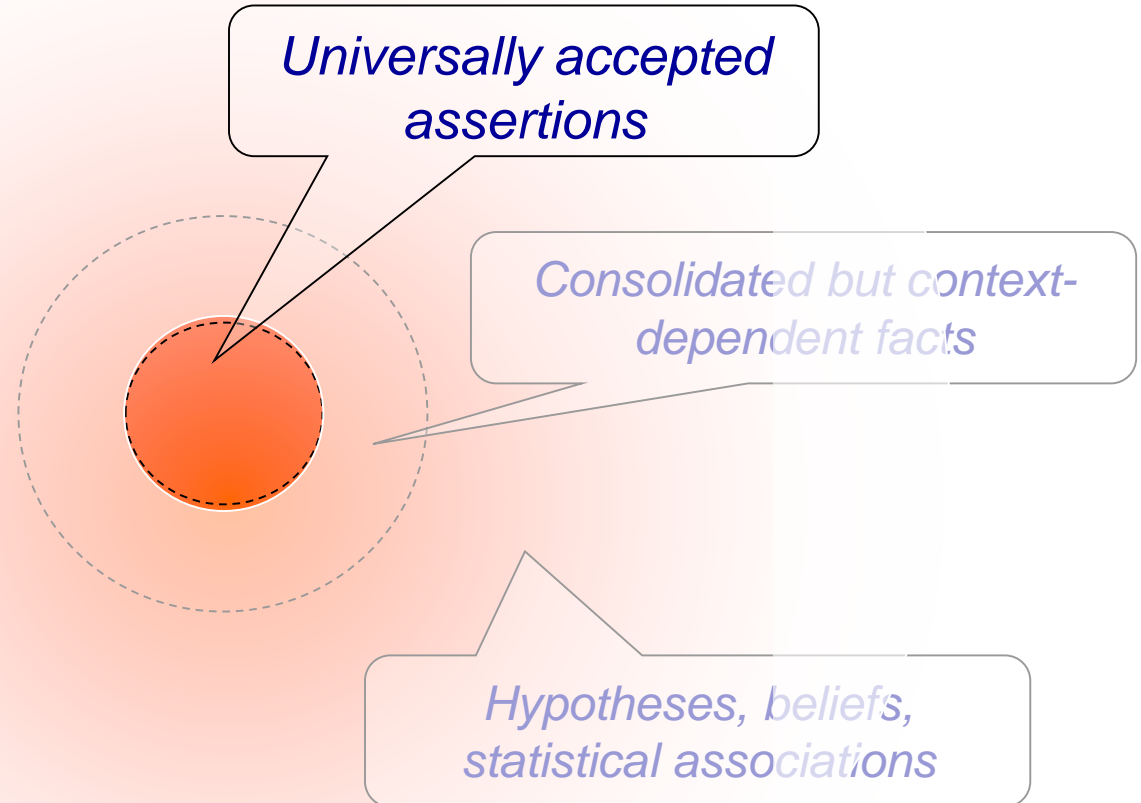 Universally accepted
assertions
Consolidated but context-
dependent facts
Hypotheses, beliefs,
statistical associations